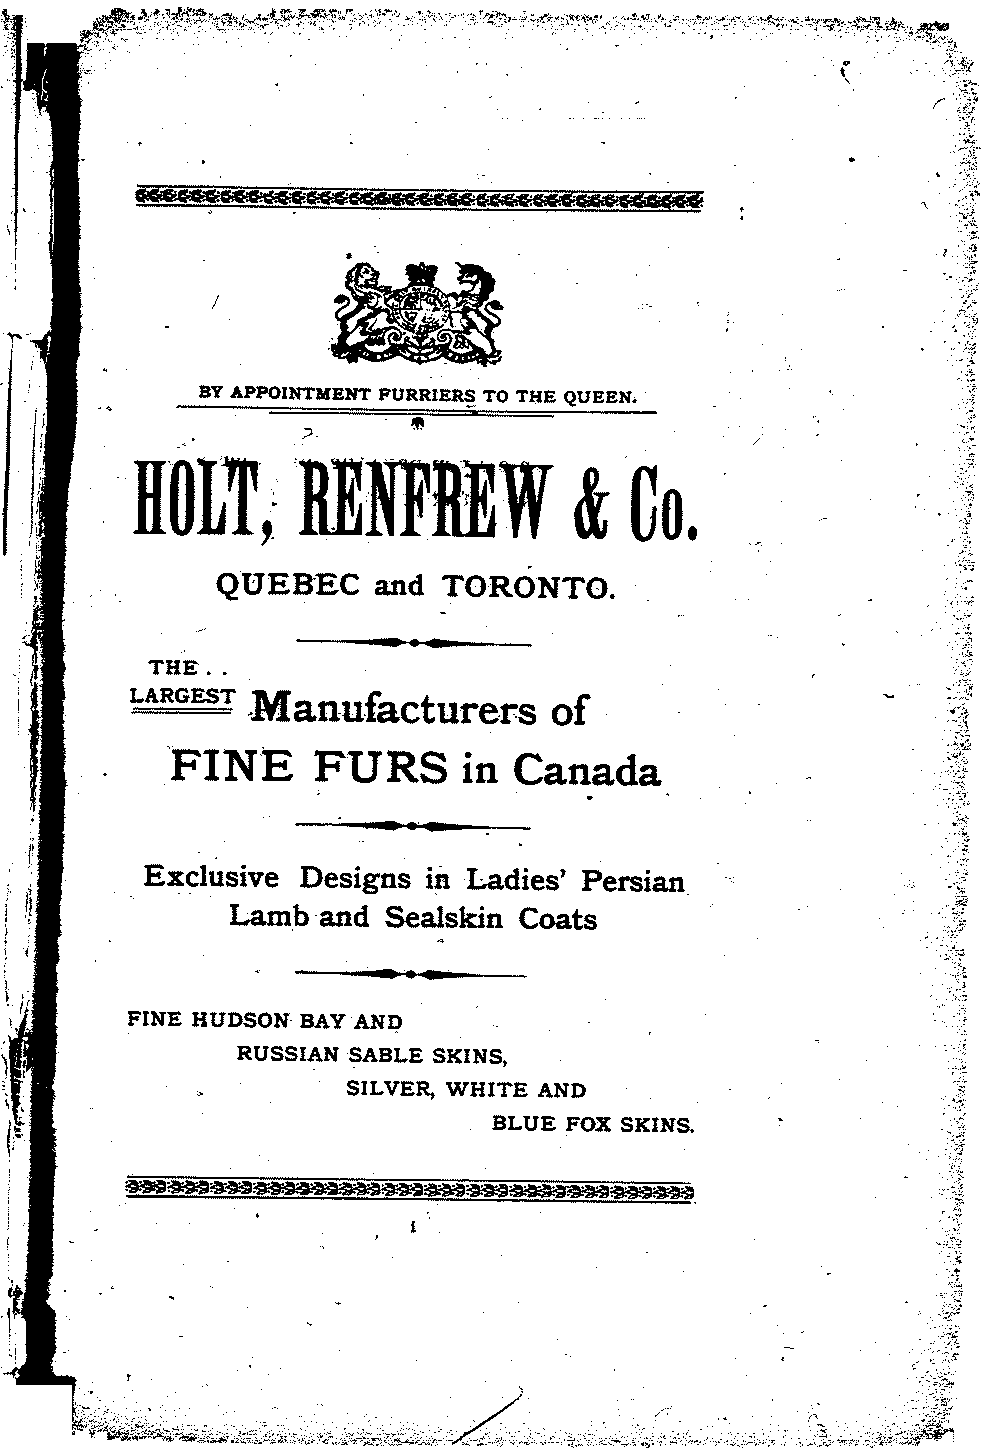 BY APPOINTMENT FURRIERS TO THE QUEEN.
HOLT, RENFREW & Co.
QUEBEC and TORONTO.
THE . .
LARGEST Manufacturers of
FINE FURS in Canada
Exclusive Designs in Ladies' Persian
Lamb and Sealskin Coats
FINE HUDSON BAY AND
RUSSIAN SABLE SKINS,
SILVER, WHITE AND
BLUE FOX SKINS.
i